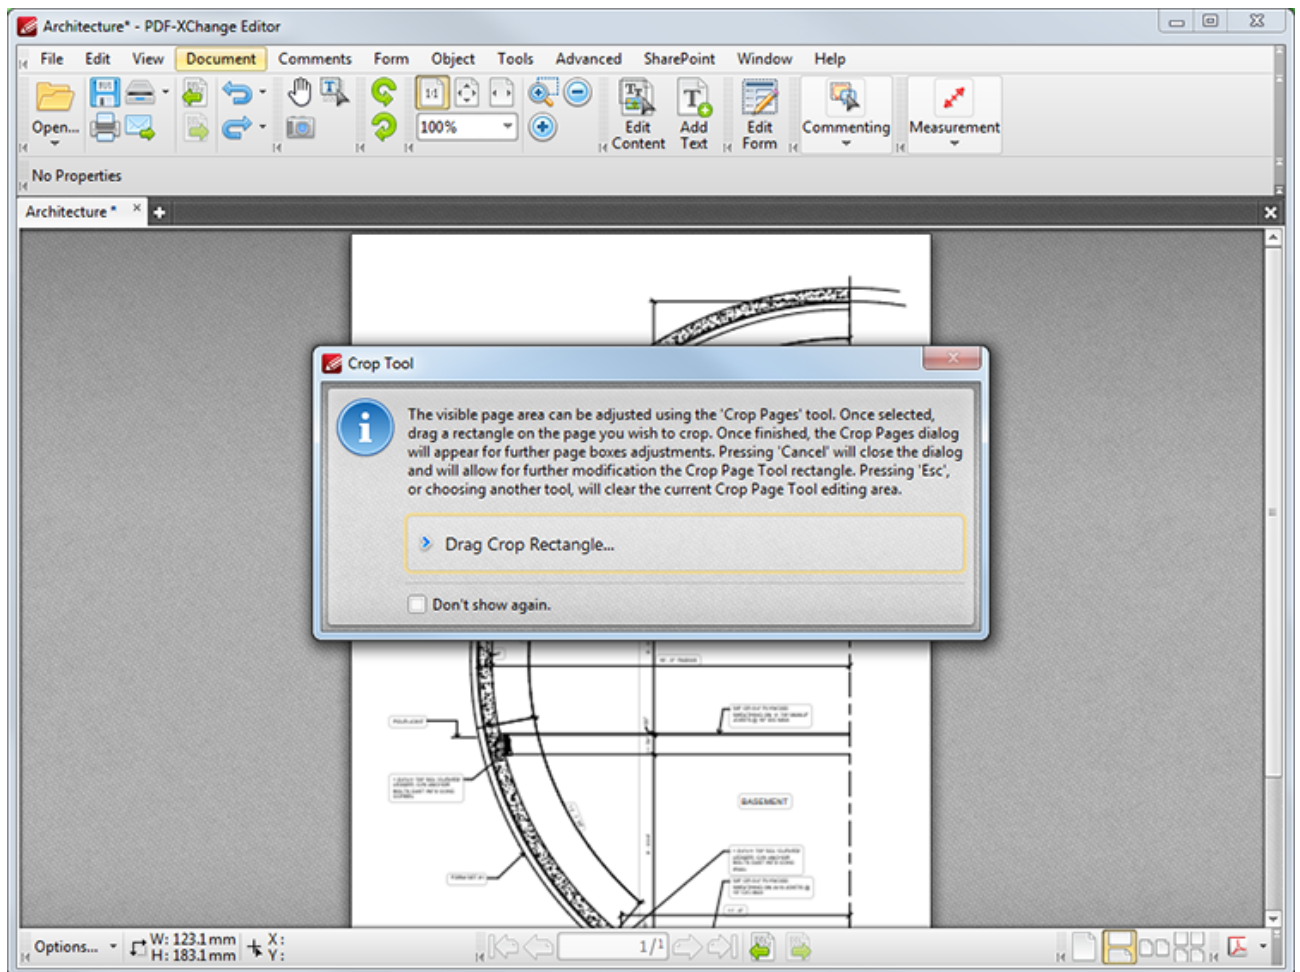 Architecture* - PDF-XChange Editor
File Edit View Document Comments Form Object Tools Advanced SharePoint Window Help
Open...
100%
Edit Content
Add Text
Edit Form
Commenting
Measurement
No Properties
Architecture *
Crop Tool
The visible page area can be adjusted using the 'Crop Pages' tool. Once selected,
drag a rectangle on the page you wish to crop. Once finished, the Crop Pages dialog
will appear for further page boxes adjustments. Pressing 'Cancel' will close the dialog
and will allow for further modification the Crop Page Tool rectangle. Pressing 'Esc',
or choosing another tool, will clear the current Crop Page Tool editing area.
Drag Crop Rectangle...
Don't show again.
BASEMENT
Options...
W: 123.1 mm X:
H: 183.1 mm Y:
1/1